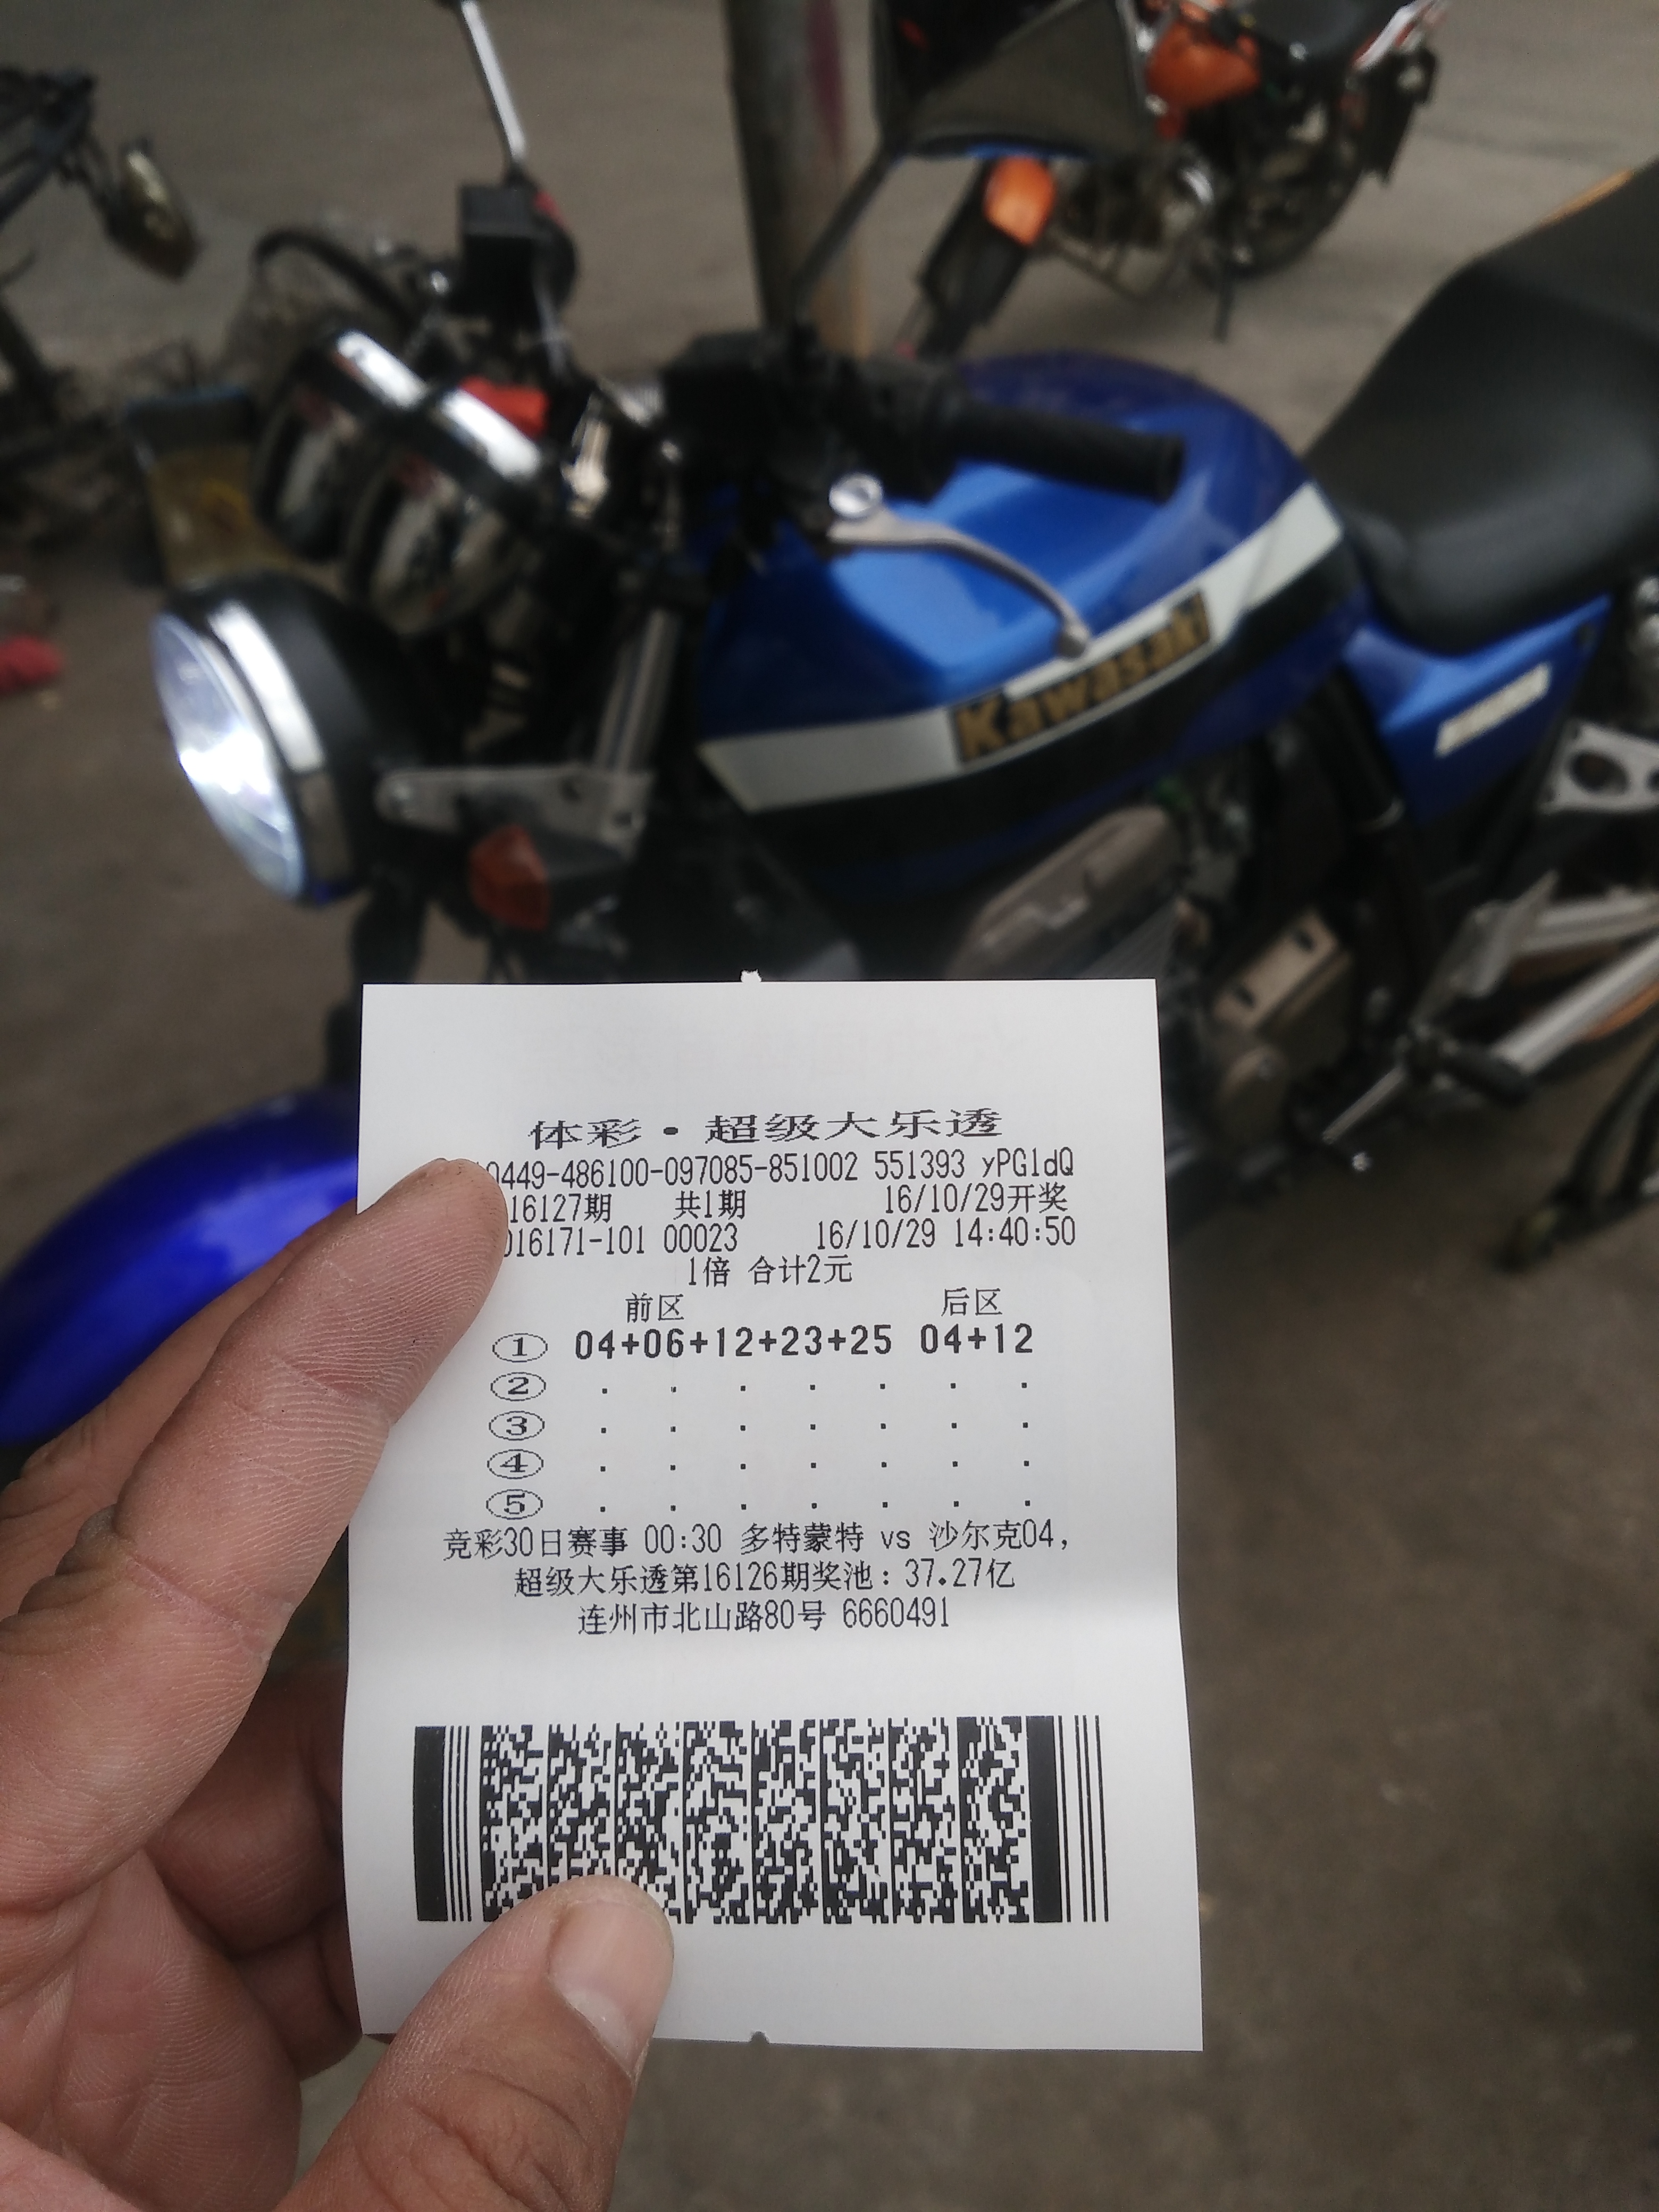 Kawasaki
体彩·超级大乐透
0449-486100-097085-851002 551393 yPGldQ
16127期 共1期 16/10/29开奖
016171-101 00023 16/10/29 14:40:50
1倍 合计2元
前区 后区
① 04+06+12+23+25 04+12
② . . . . . . .
③ . . . . . . .
④ . . . . . . .
⑤ . . . . . . .
竞彩30日赛事 00:30 多特蒙特 vs 沙尔克04,
超级大乐透第16126期奖池: 37.27亿
连州市北山路80号 6660491